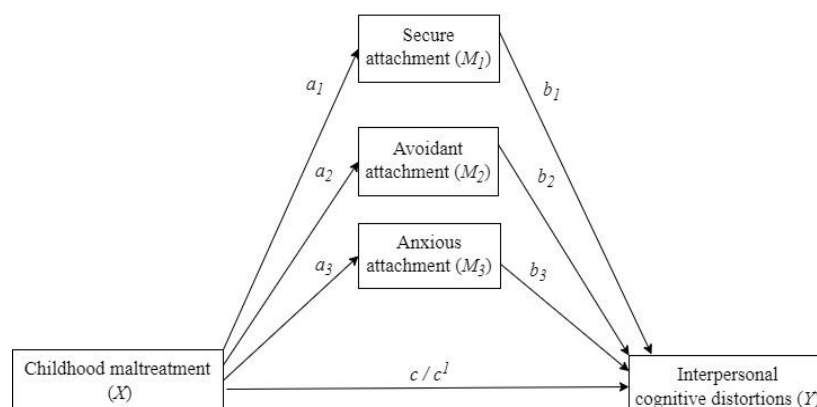 Secure
attachment (M1)
a1
b1
Avoidant
attachment (M2)
a2
b2
Anxious
attachment (M3)
a3
b3
Childhood maltreatment
(X)
c / c1
Interpersonal
cognitive distortions (Y)